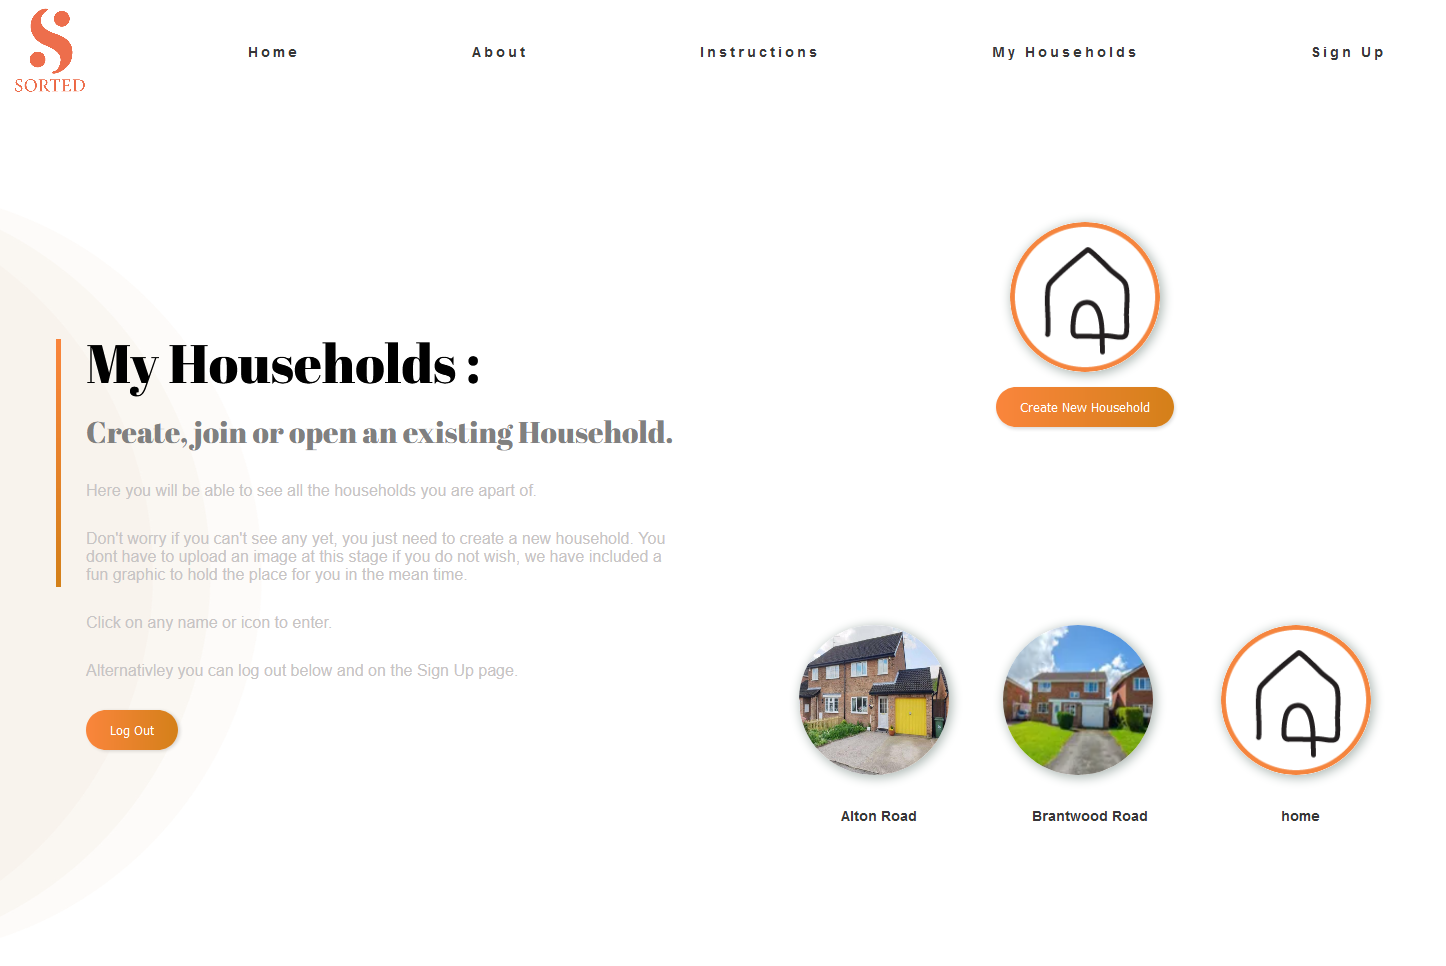 SORTED
Home
About
Instructions
My Households
Sign Up
My Households :
Create, join or open an existing Household.
Here you will be able to see all the households you are apart of.
Don't worry if you can't see any yet, you just need to create a new household. You
dont have to upload an image at this stage if you do not wish, we have included a
fun graphic to hold the place for you in the mean time.
Click on any name or icon to enter.
Alternativley you can log out below and on the Sign Up page.
Log Out
Create New Household
Alton Road
Brantwood Road
home